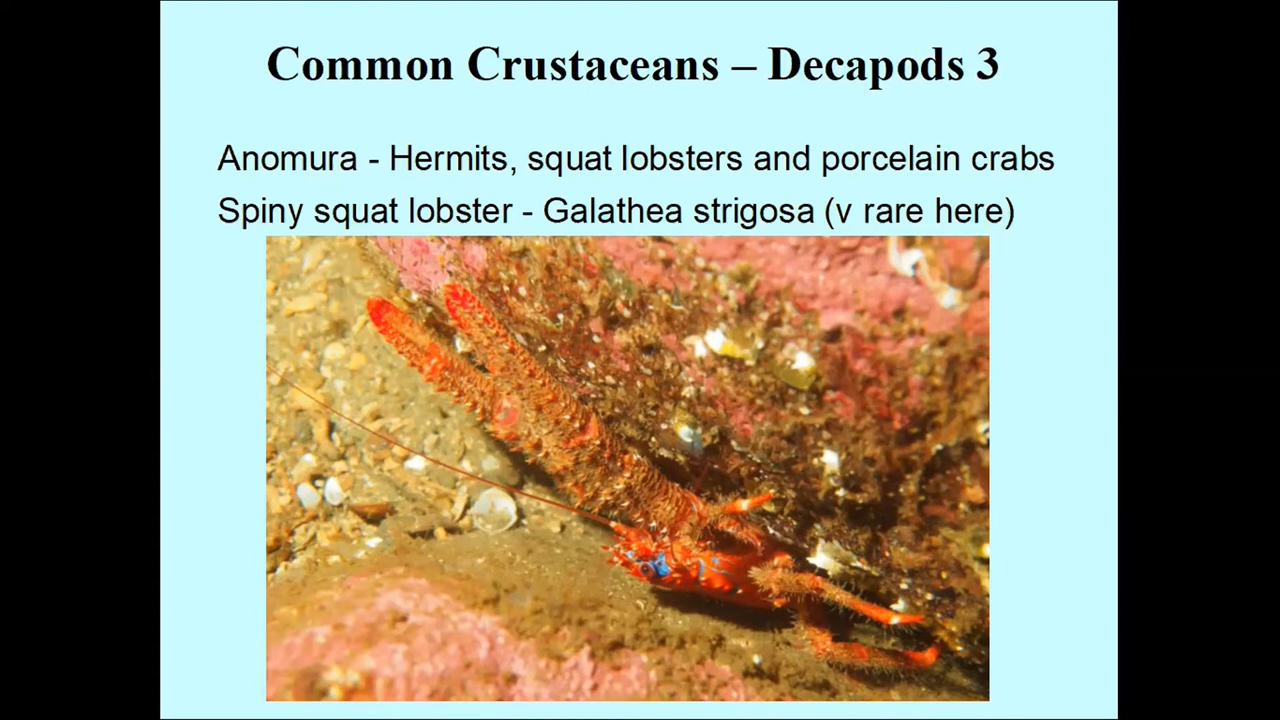 Common Crustaceans – Decapods 3
Anomura - Hermits, squat lobsters and porcelain crabs
Spiny squat lobster - Galathea strigosa (v rare here)